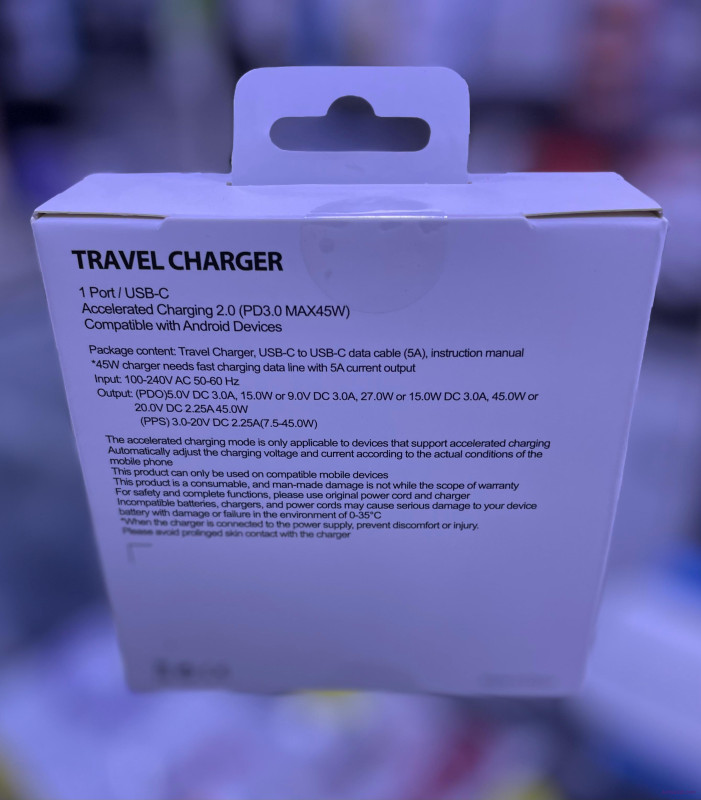 TRAVEL CHARGER
1 Port / USB-C
Accelerated Charging 2.0 (PD3.0 MAX45W)
Compatible with Android Devices
Package content: Travel Charger, USB-C to USB-C data cable (5A), instruction manual
*45W charger needs fast charging data line with 5A current output
Input: 100-240V AC 50-60 Hz
Output: (PDO)5.0V DC 3.0A, 15.0W or 9.0V DC 3.0A, 27.0W or 15.0W DC 3.0A, 45.0W or
20.0V DC 2.25A 45.0W
(PPS) 3.0-20V DC 2.25A(7.5-45.0W)
The accelerated charging mode is only applicable to devices that support accelerated charging
Automatically adjust the charging voltage and current according to the actual conditions of the
mobile phone
This product can only be used on compatible mobile devices
This product is a consumable, and man-made damage is not while the scope of warranty
For safety and complete functions, please use original power cord and charger
Incompatible batteries, chargers, and power cords may cause serious damage to your device
battery with damage or failure in the environment of 0-35°C
*When the charger is connected to the power supply, prevent discomfort or injury.
Please avoid prolinged skin contact with the charger